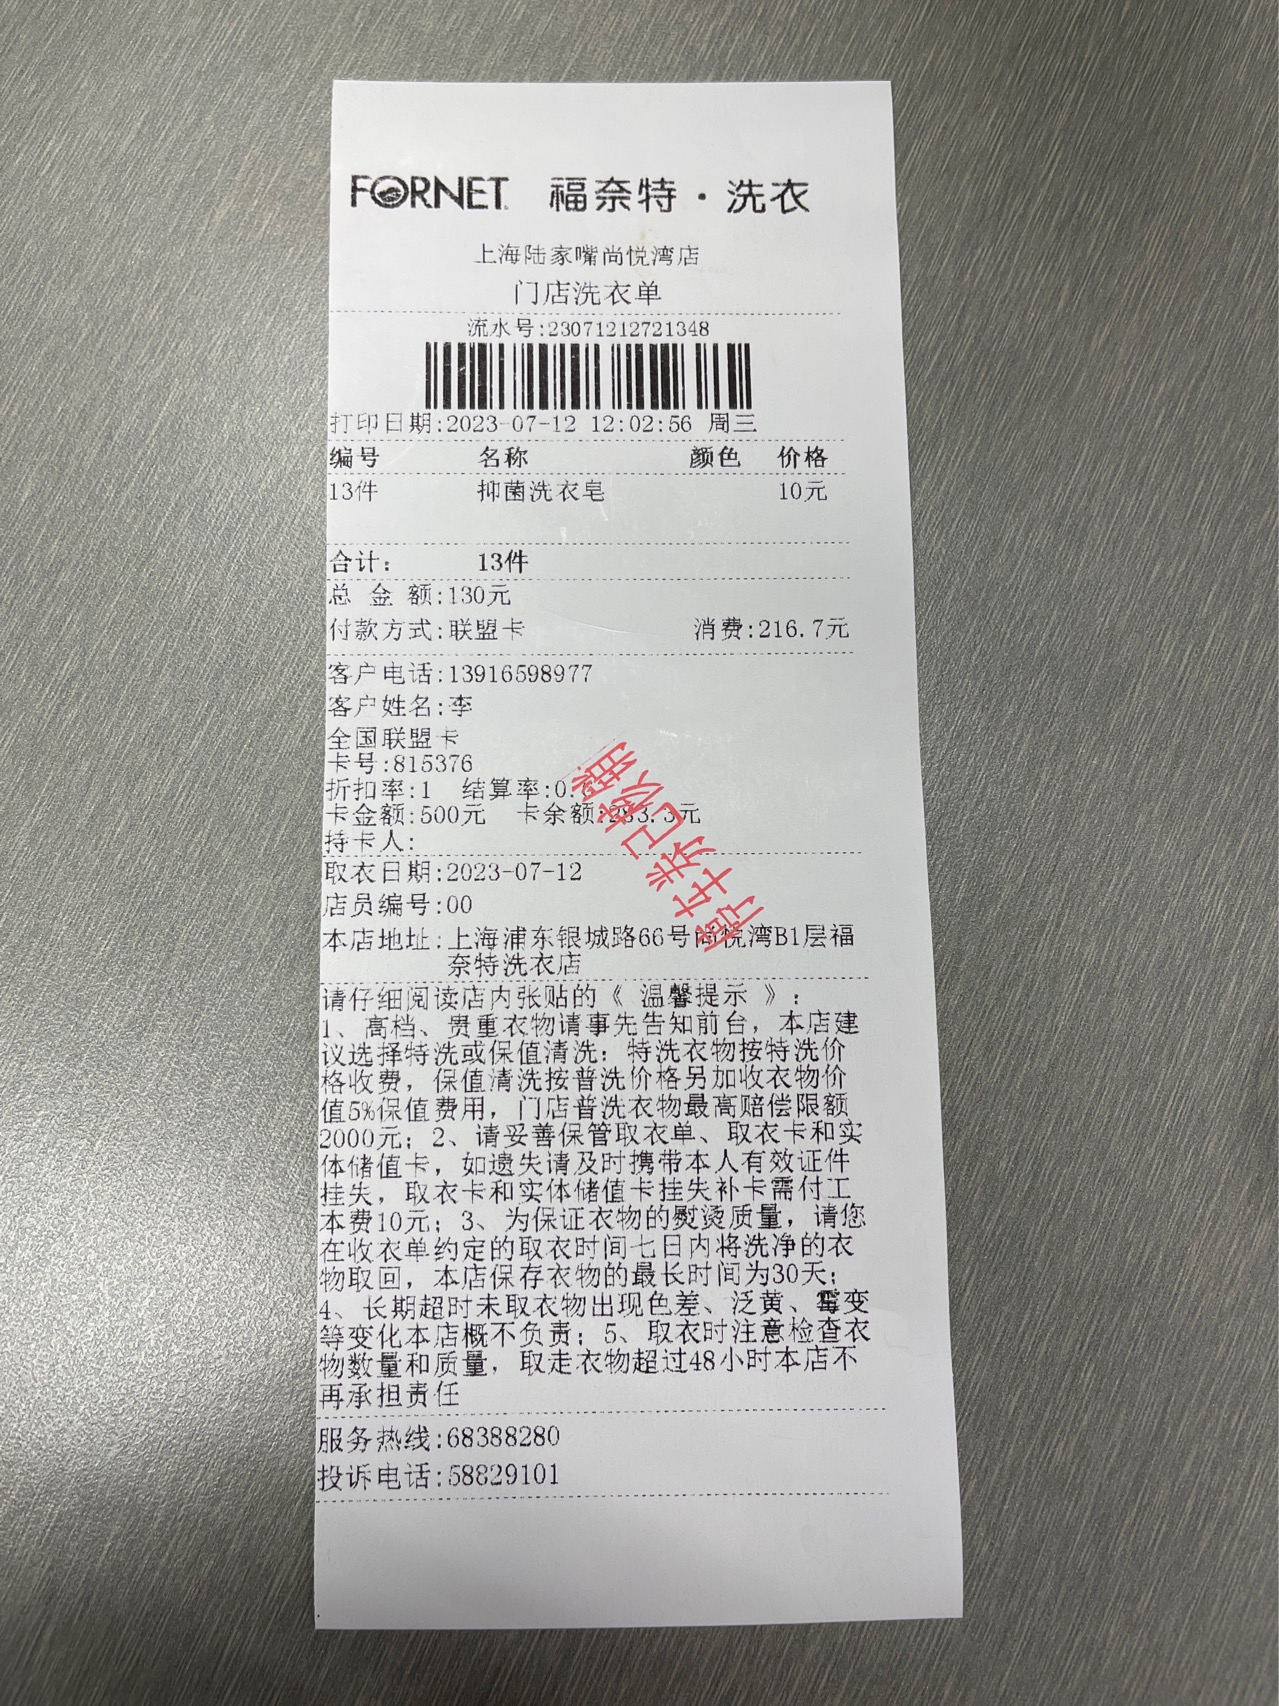 FORNET 福奈特·洗衣
上海陆家嘴尚悦湾店
门店洗衣单
流水号:23071212721348
打印日期:2023-07-12 12:02:56 周三
编号 名称 颜色 价格
13件 抑菌洗衣皂 10元
合计: 13件
总 金 额:130元
付款方式:联盟卡 消费:216.7元
客户电话:13916598977
客户姓名:李
全国联盟卡
卡号:815376
折扣率:1 结算率:0.
卡金额:500元 卡余额:283.3元
持卡人:
停车券已核销
取衣日期:2023-07-12
店员编号:00
本店地址:上海浦东银城路66号尚悦湾B1层福
奈特洗衣店
请仔细阅读店内张贴的《 温馨提示 》:
1、高档、贵重衣物请事先告知前台，本店建
议选择特洗或保值清洗；特洗衣物按特洗价
格收费，保值清洗按普洗价格另加收衣物价
值5%保值费用，门店普洗衣物最高赔偿限额
2000元；2、请妥善保管取衣单、取衣卡和实
体储值卡，如遗失请及时携带本人有效证件
挂失，取衣卡和实体储值卡挂失补卡需付工
本费10元；3、为保证衣物的熨烫质量，请您
在收衣单约定的取衣时间七日内将洗净的衣
物取回，本店保存衣物的最长时间为30天；
4、长期超时未取衣物出现色差、泛黄、霉变
等变化本店概不负责；5、取衣时注意检查衣
物数量和质量，取走衣物超过48小时本店不
再承担责任
服务热线:68388280
投诉电话:58829101